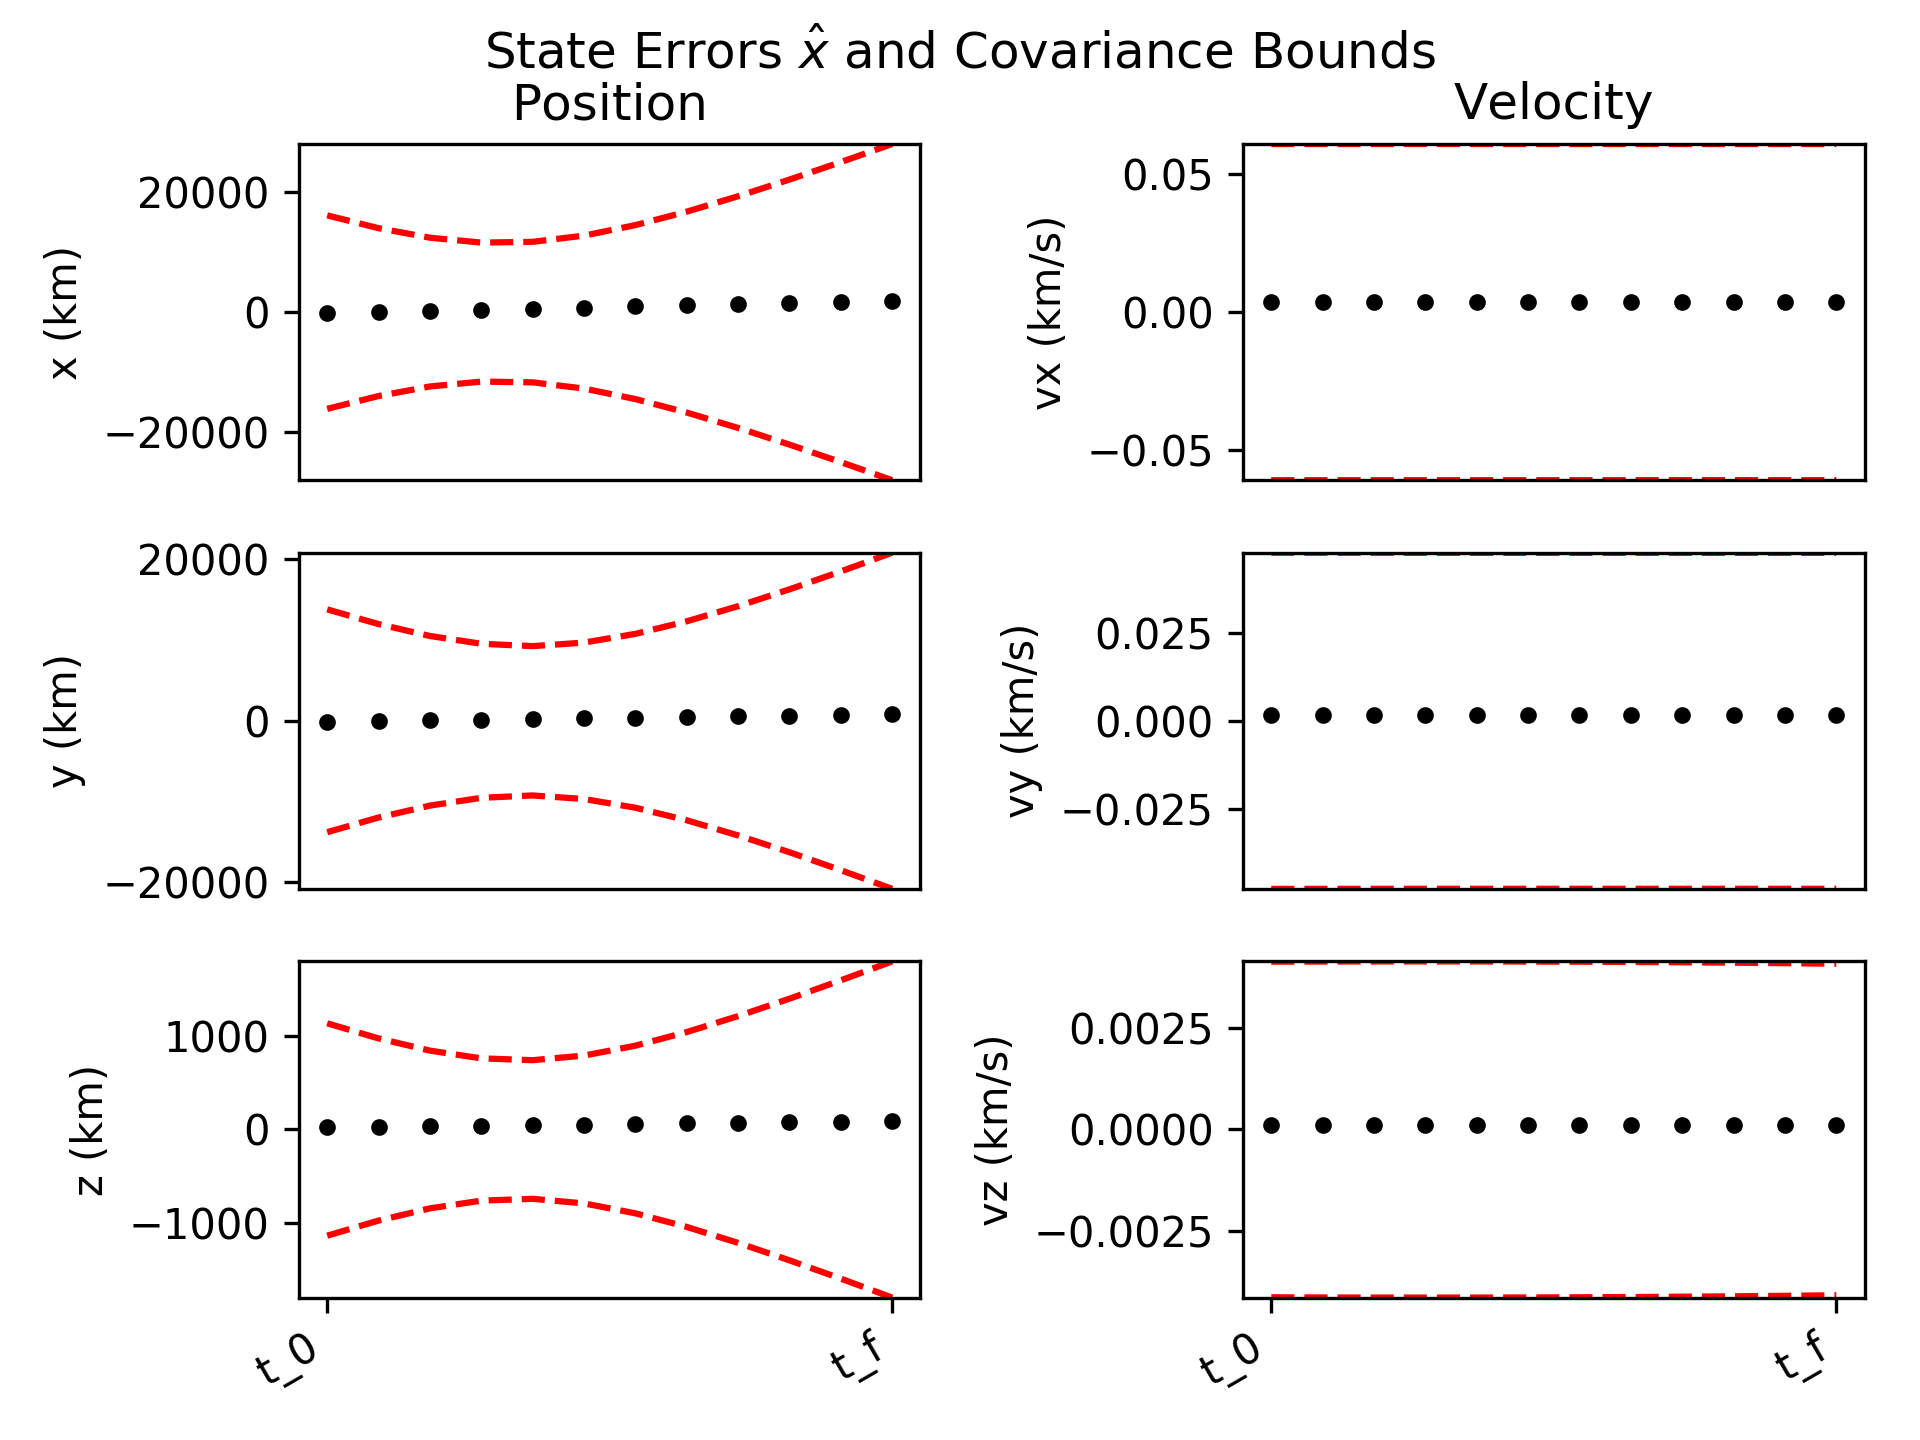 State Errors x̂ and Covariance Bounds
Position
Velocity
x (km)
20000
0
−20000
vx (km/s)
0.05
0.00
−0.05
y (km)
20000
0
−20000
vy (km/s)
0.025
0.000
−0.025
z (km)
1000
0
−1000
vz (km/s)
0.0025
0.0000
−0.0025
t_0
t_f
t_0
t_f